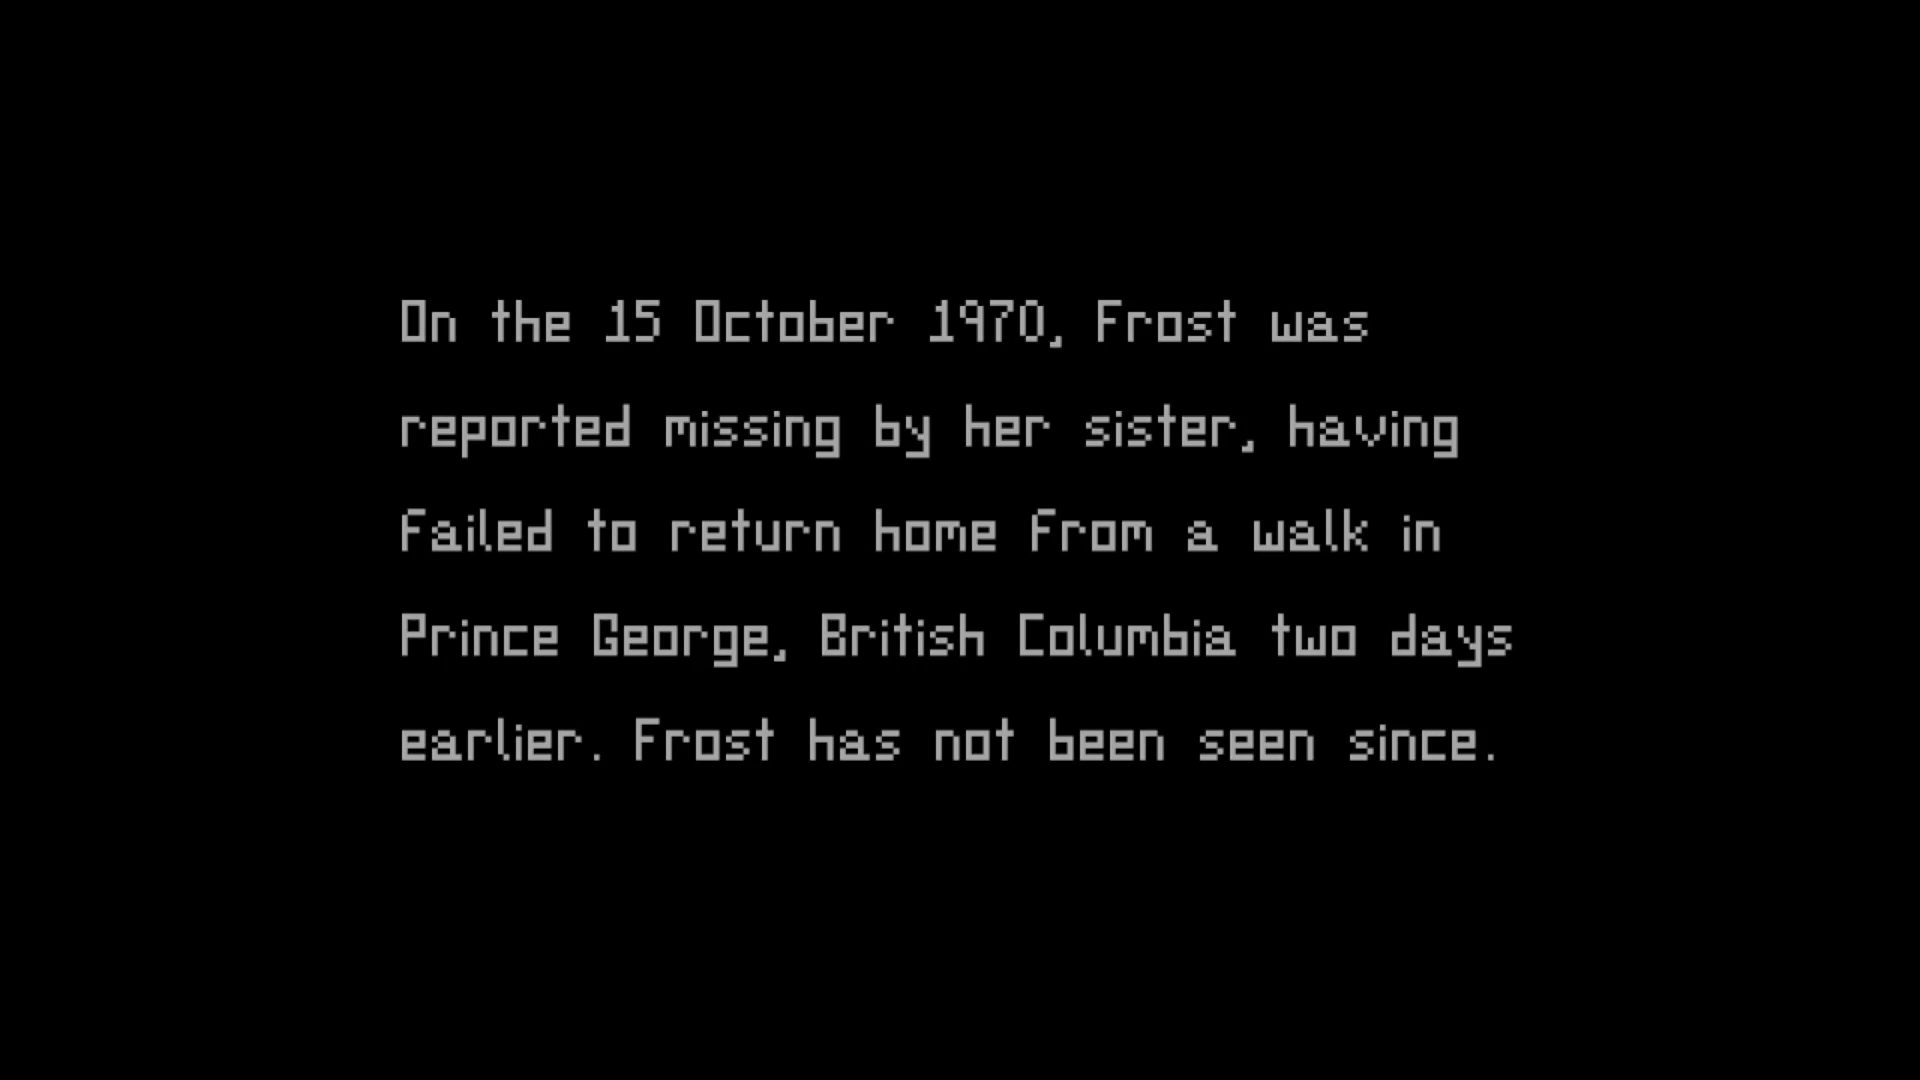 On the 15 October 1970, Frost was
reported missing by her sister, having
failed to return home from a walk in
Prince George, British Columbia two days
earlier. Frost has not been seen since.